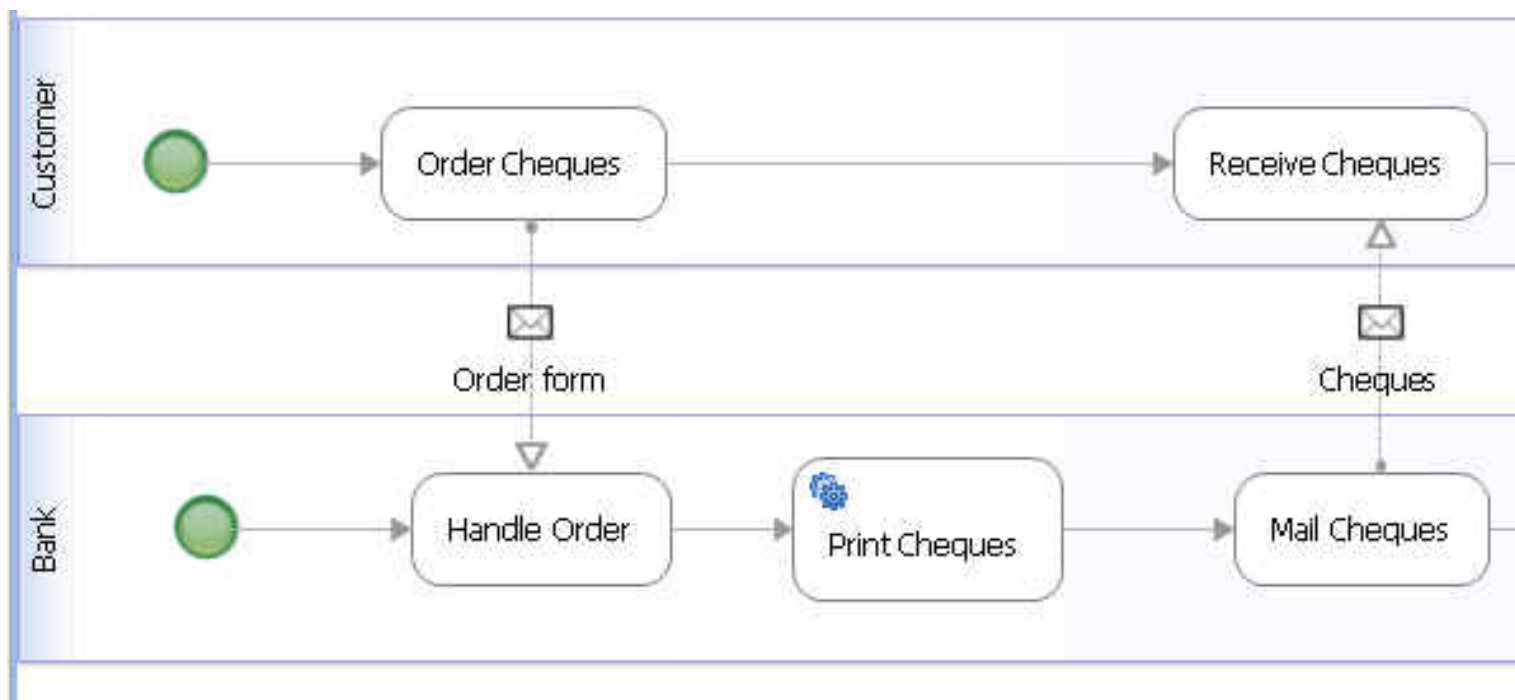 Customer
Order Cheques
Receive Cheques
Order form
Cheques
Bank
Handle Order
Print Cheques
Mail Cheques